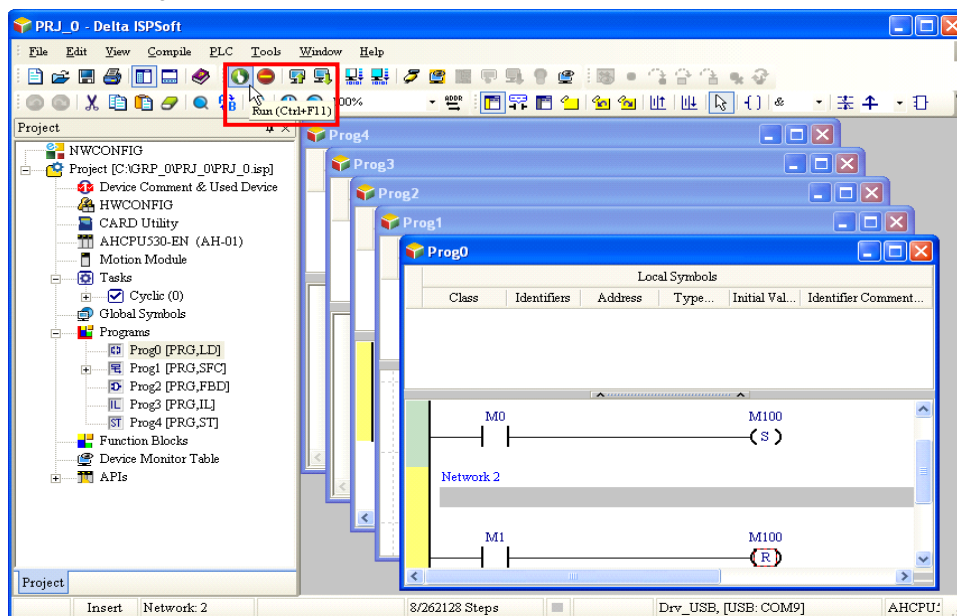 PRJ_0 - Delta ISPSoft
File Edit View Compile PLC Tools Window Help
100%
Run (Ctrl+F11)
Project
NWCONFIG
Project [C:\GRP_0\PRJ_0\PRJ_0.isp]
Device Comment & Used Device
HWCONFIG
CARD Utility
AHCPU530-EN (AH-01)
Motion Module
Tasks
Cyclic (0)
Global Symbols
Programs
Prog0 [PRG,LD]
Prog1 [PRG,SFC]
Prog2 [PRG,FBD]
Prog3 [PRG,IL]
Prog4 [PRG,ST]
Function Blocks
Device Monitor Table
APIs
Project
Prog4
Prog3
Prog2
Prog1
Prog0
Local Symbols
Class Identifiers Address Type... Initial Val... Identifier Comment...
M0 M100
S
Network 2
M1 M100
R
Insert Network: 2 8/262128 Steps Drv_USB, [USB: COM9] AHCPU